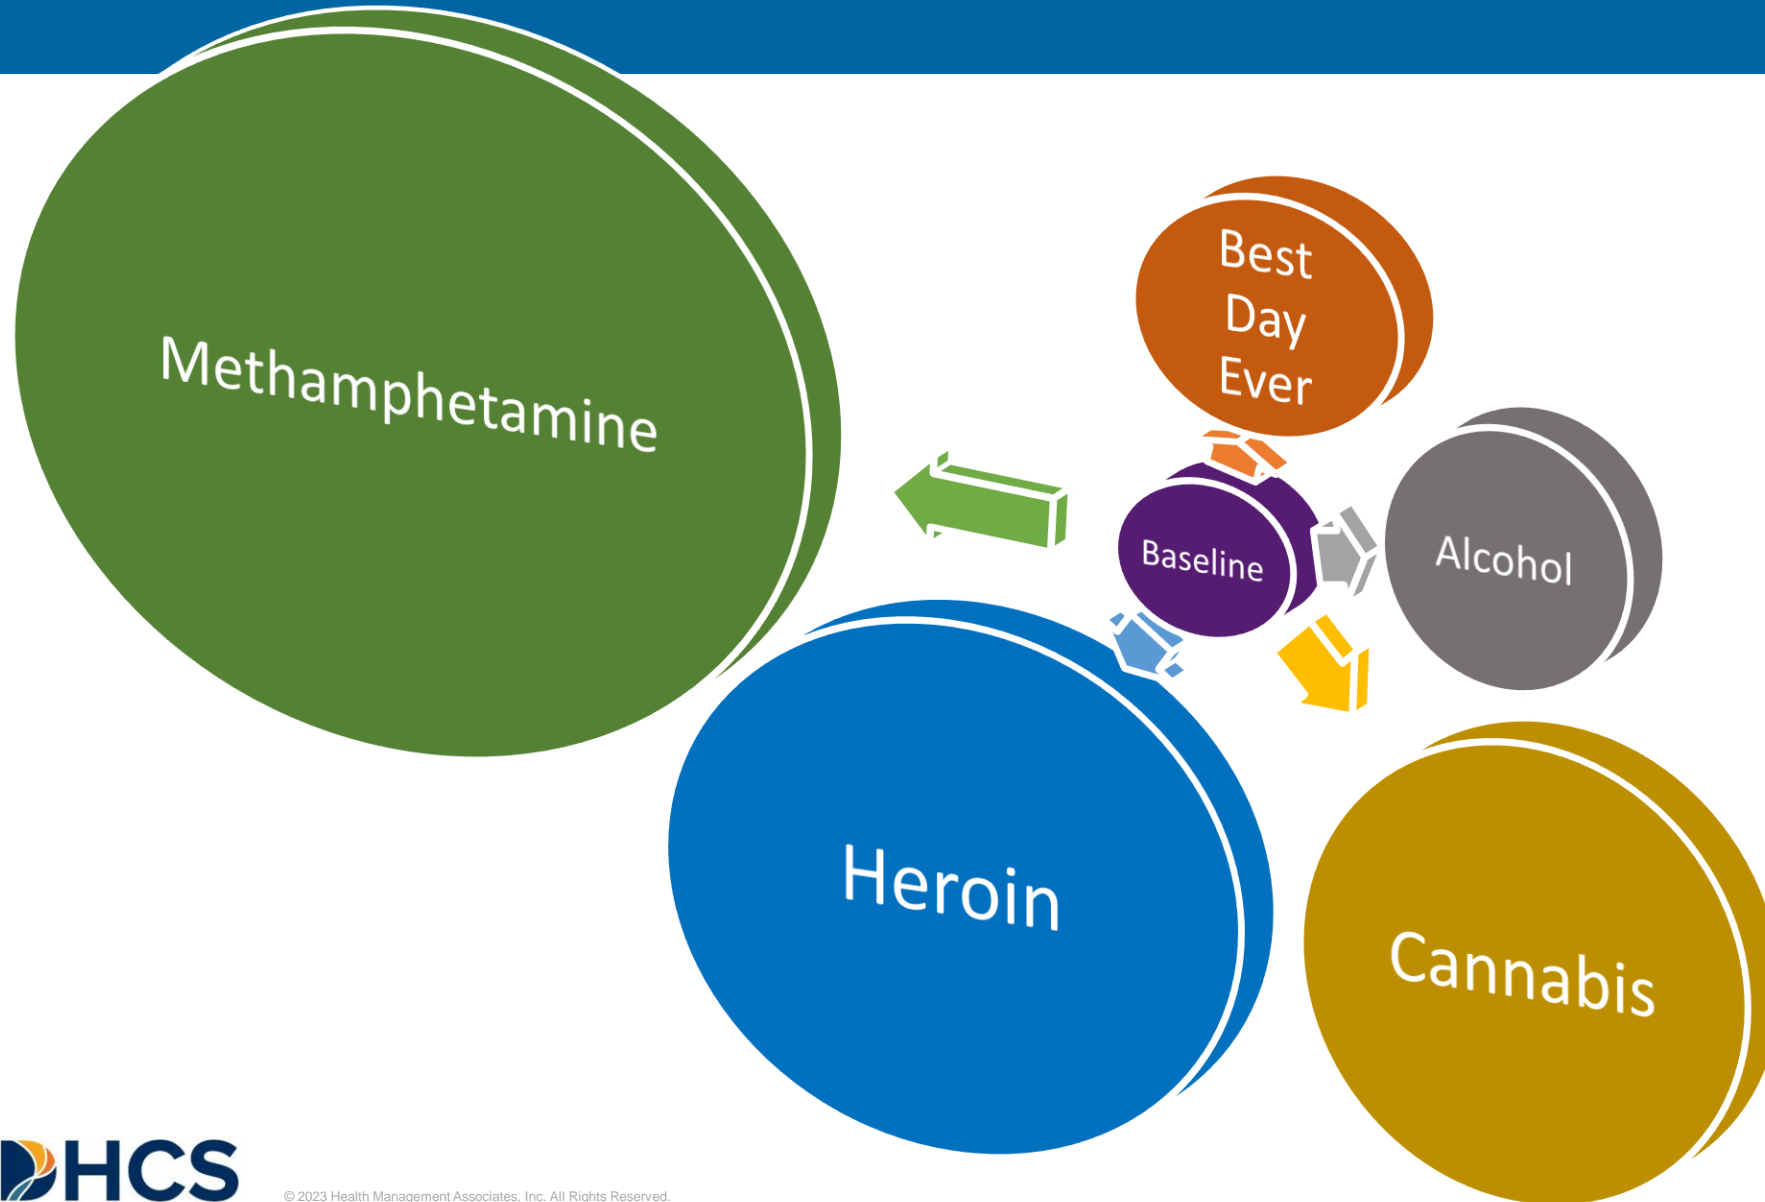 Methamphetamine
Best
Day
Ever
Baseline
Alcohol
Heroin
Cannabis
DHCS
© 2023 Health Management Associates, Inc. All Rights Reserved.